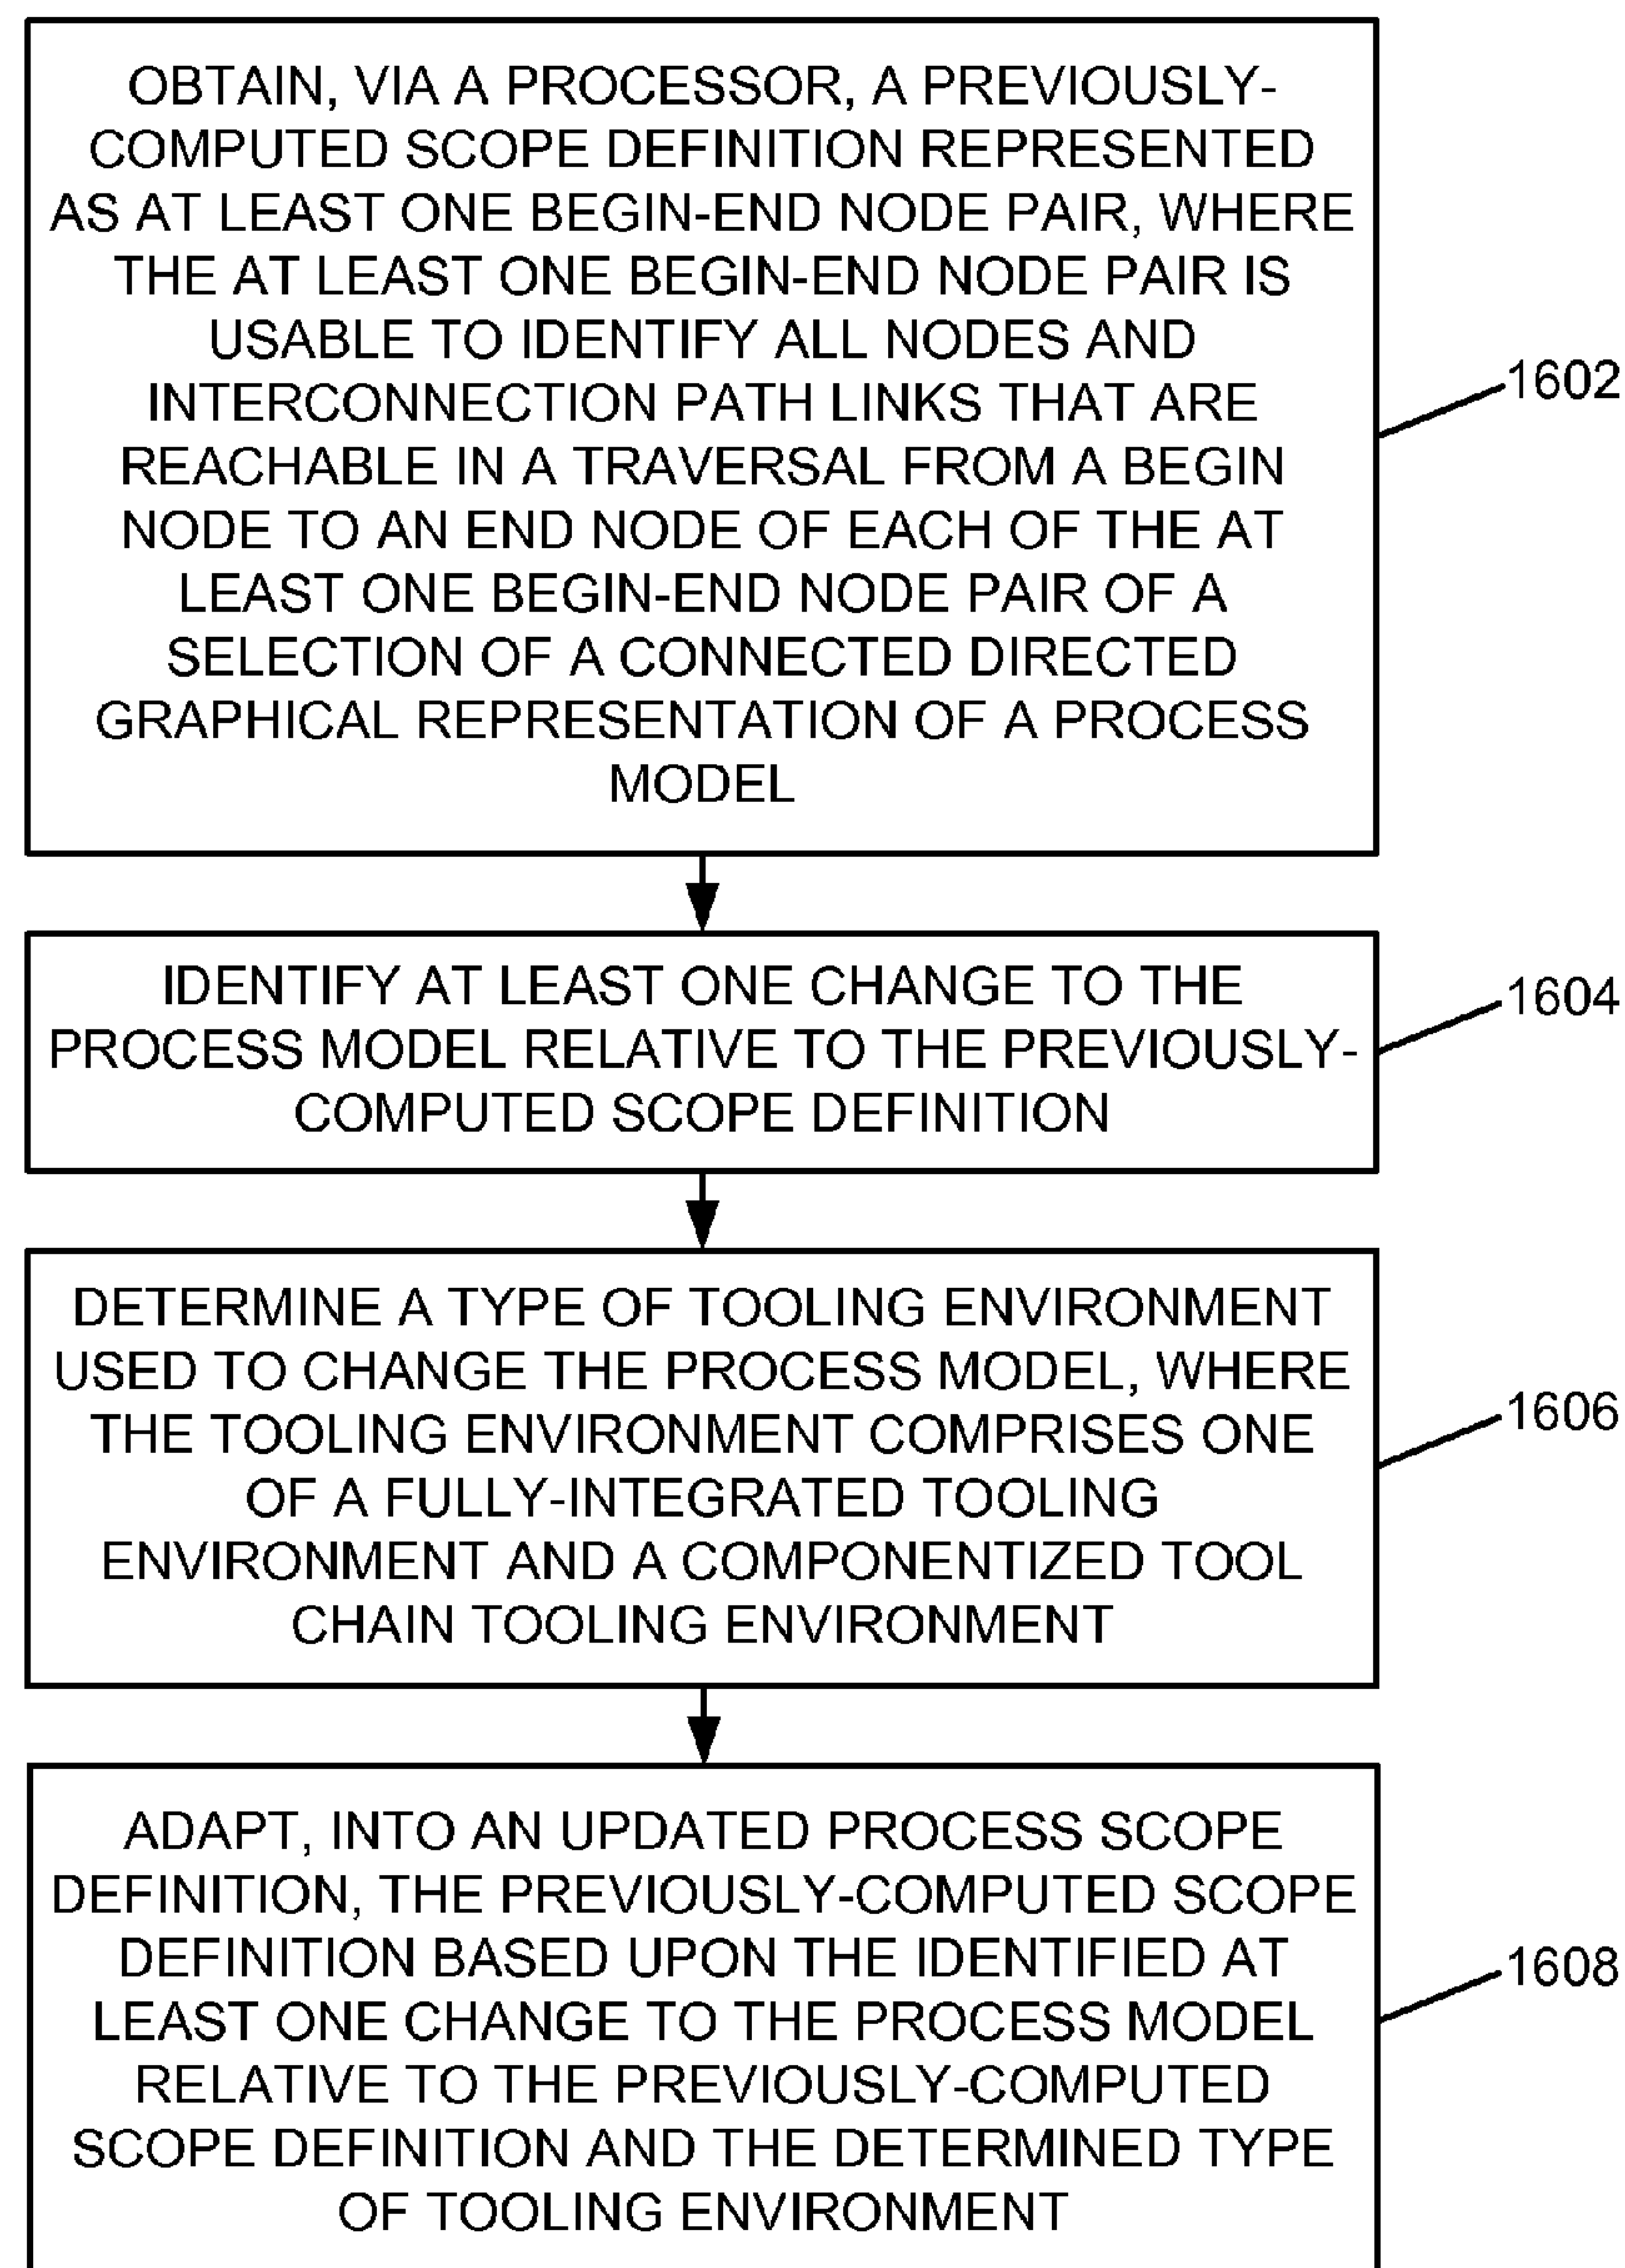 OBTAIN, VIA A PROCESSOR, A PREVIOUSLY-
COMPUTED SCOPE DEFINITION REPRESENTED
AS AT LEAST ONE BEGIN-END NODE PAIR, WHERE
THE AT LEAST ONE BEGIN-END NODE PAIR IS
USABLE TO IDENTIFY ALL NODES AND
INTERCONNECTION PATH LINKS THAT ARE
REACHABLE IN A TRAVERSAL FROM A BEGIN
NODE TO AN END NODE OF EACH OF THE AT
LEAST ONE BEGIN-END NODE PAIR OF A
SELECTION OF A CONNECTED DIRECTED
GRAPHICAL REPRESENTATION OF A PROCESS
MODEL
1602
IDENTIFY AT LEAST ONE CHANGE TO THE
PROCESS MODEL RELATIVE TO THE PREVIOUSLY-
COMPUTED SCOPE DEFINITION
1604
DETERMINE A TYPE OF TOOLING ENVIRONMENT
USED TO CHANGE THE PROCESS MODEL, WHERE
THE TOOLING ENVIRONMENT COMPRISES ONE
OF A FULLY-INTEGRATED TOOLING
ENVIRONMENT AND A COMPONENTIZED TOOL
CHAIN TOOLING ENVIRONMENT
1606
ADAPT, INTO AN UPDATED PROCESS SCOPE
DEFINITION, THE PREVIOUSLY-COMPUTED SCOPE
DEFINITION BASED UPON THE IDENTIFIED AT
LEAST ONE CHANGE TO THE PROCESS MODEL
RELATIVE TO THE PREVIOUSLY-COMPUTED
SCOPE DEFINITION AND THE DETERMINED TYPE
OF TOOLING ENVIRONMENT
1608